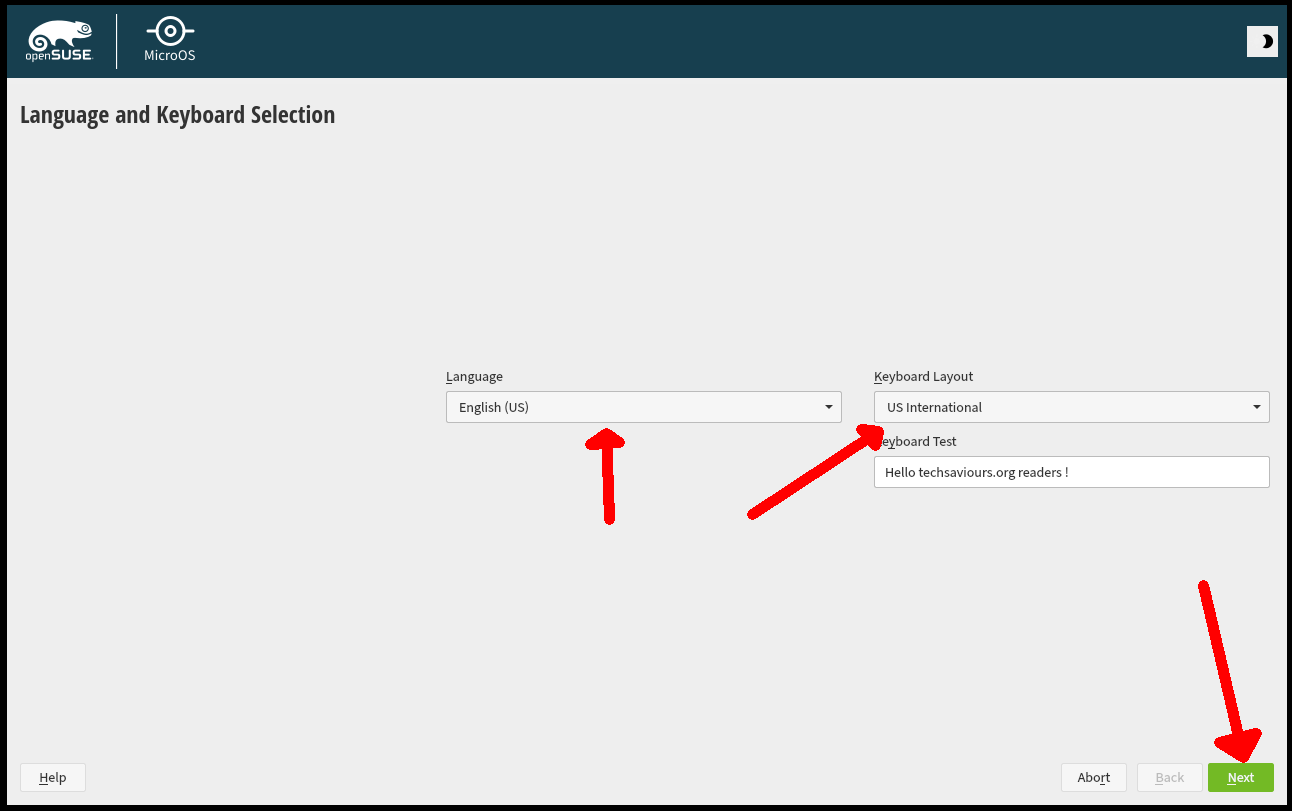 openSUSE
MicroOS
Language and Keyboard Selection
Language
Keyboard Layout
English (US)
US International
eyboard Test
Hello techsaviours.org readers !
Help
Abort
Back
Next